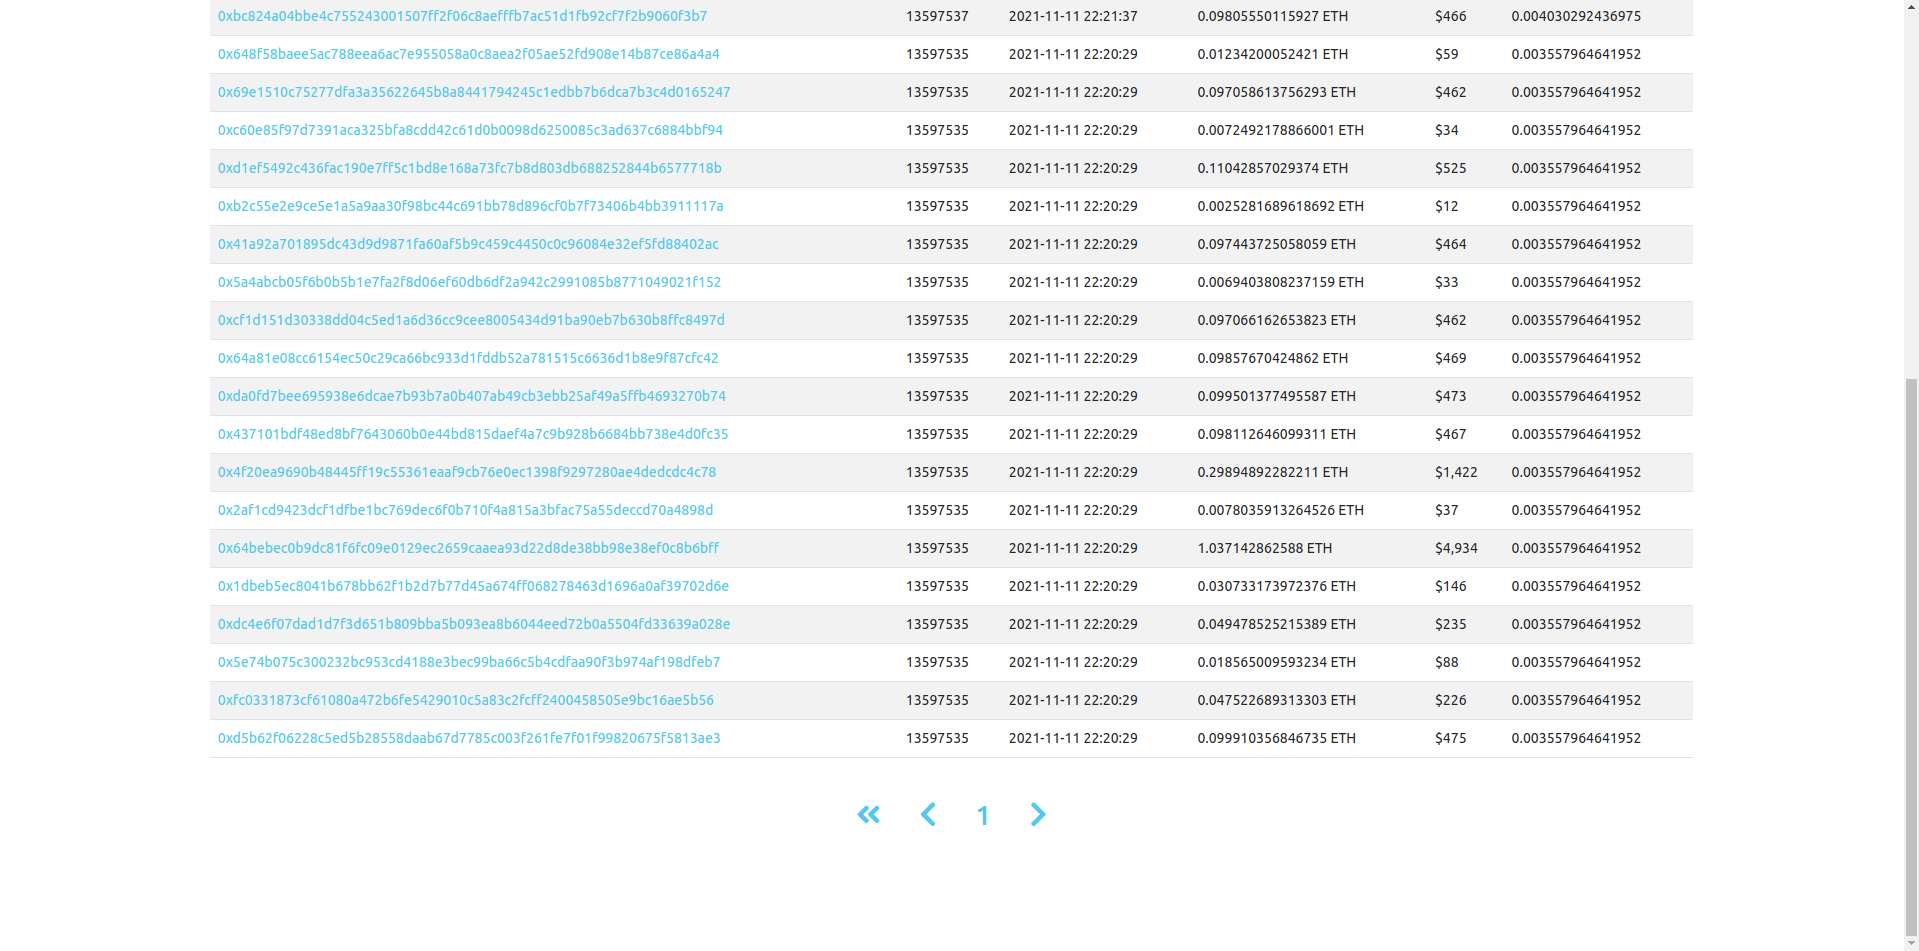 0xbc824a04bbe4c755243001507ff2f06c8aefffb7ac51d1fb92cf7f2b9060f3b7 13597537 2021-11-11 22:21:37 0.09805550115927 ETH $466 0.004030292436975
0x648f58baee5ac788eea6ac7e955058a0c8aea2f05ae52fd908e14b87ce86a4a4 13597535 2021-11-11 22:20:29 0.01234200052421 ETH $59 0.003557964641952
0x69e1510c75277dfa3a35622645b8a8441794245c1edbb7b6dca7b3c4d0165247 13597535 2021-11-11 22:20:29 0.097058613756293 ETH $462 0.003557964641952
0xc60e85f97d7391aca325bfa8cdd42c61d0b0098d6250085c3ad637c6884bbf94 13597535 2021-11-11 22:20:29 0.0072492178866001 ETH $34 0.003557964641952
0xd1ef5492c436fac190e7ff5c1bd8e168a73fc7b8d803db688252844b6577718b 13597535 2021-11-11 22:20:29 0.11042857029374 ETH $525 0.003557964641952
0xb2c55e2e9ce5e1a5a9aa30f98bc44c691bb78d896cf0b7f73406b4bb3911117a 13597535 2021-11-11 22:20:29 0.0025281689618692 ETH $12 0.003557964641952
0x41a92a701895dc43d9d9871fa60af5b9c459c4450c0c96084e32ef5fd88402ac 13597535 2021-11-11 22:20:29 0.097443725058059 ETH $464 0.003557964641952
0x5a4abcb05f6b0b5b1e7fa2f8d06ef60db6df2a942c2991085b8771049021f152 13597535 2021-11-11 22:20:29 0.0069403808237159 ETH $33 0.003557964641952
0xcf1d151d30338dd04c5ed1a6d36cc9cee8005434d91ba90eb7b630b8ffc8497d 13597535 2021-11-11 22:20:29 0.097066162653823 ETH $462 0.003557964641952
0x64a81e08cc6154ec50c29ca66bc933d1fddb52a781515c6636d1b8e9f87cfc42 13597535 2021-11-11 22:20:29 0.09857670424862 ETH $469 0.003557964641952
0xda0fd7bee695938e6dcae7b93b7a0b407ab49cb3ebb25af49a5ffb4693270b74 13597535 2021-11-11 22:20:29 0.099501377495587 ETH $473 0.003557964641952
0x437101bdf48ed8bf7643060b0e44bd815daef4a7c9b928b6684bb738e4d0fc35 13597535 2021-11-11 22:20:29 0.098112646099311 ETH $467 0.003557964641952
0x4f20ea9690b48445ff19c55361eaaf9cb76e0ec1398f9297280ae4dedcdc4c78 13597535 2021-11-11 22:20:29 0.29894892282211 ETH $1,422 0.003557964641952
0x2af1cd9423dcf1dfbe1bc769dec6f0b710f4a815a3bfac75a55deccd70a4898d 13597535 2021-11-11 22:20:29 0.0078035913264526 ETH $37 0.003557964641952
0x64bebec0b9dc81f6fc09e0129ec2659caaea93d22d8de38bb98e38ef0c8b6bff 13597535 2021-11-11 22:20:29 1.037142862588 ETH $4,934 0.003557964641952
0x1dbeb5ec8041b678bb62f1b2d7b77d45a674ff068278463d1696a0af39702d6e 13597535 2021-11-11 22:20:29 0.030733173972376 ETH $146 0.003557964641952
0xdc4e6f07dad1d7f3d651b809bba5b093ea8b6044eed72b0a5504fd33639a028e 13597535 2021-11-11 22:20:29 0.049478525215389 ETH $235 0.003557964641952
0x5e74b075c300232bc953cd4188e3bec99ba66c5b4cdfaa90f3b974af198dfeb7 13597535 2021-11-11 22:20:29 0.018565009593234 ETH $88 0.003557964641952
0xfc0331873cf61080a472b6fe5429010c5a83c2fcff2400458505e9bc16ae5b56 13597535 2021-11-11 22:20:29 0.047522689313303 ETH $226 0.003557964641952
0xd5b62f06228c5ed5b28558daab67d7785c003f261fe7f01f99820675f5813ae3 13597535 2021-11-11 22:20:29 0.099910356846735 ETH $475 0.003557964641952
1